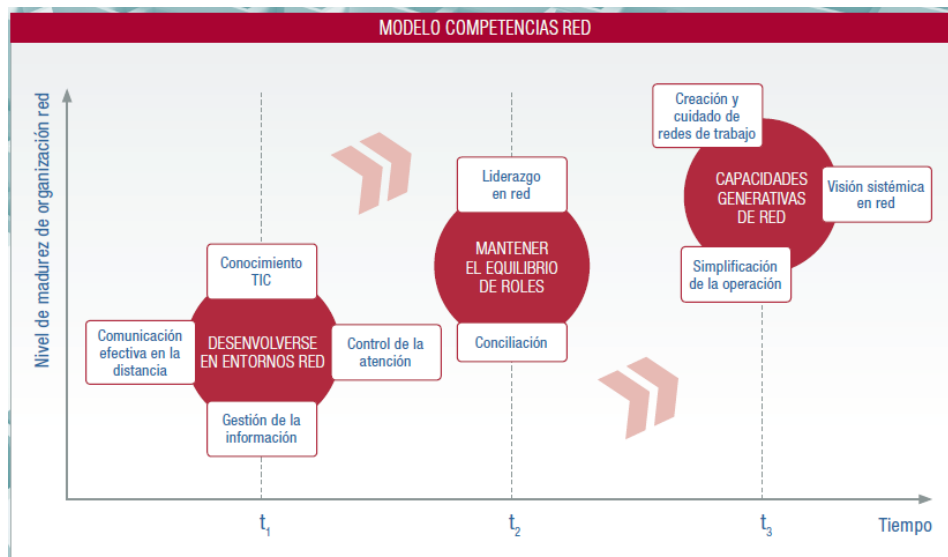 MODELO COMPETENCIAS RED
Nivel de madurez de organización red
Conocimiento
TIC
Comunicación
efectiva en la
distancia
DESENVOLVERSE
EN ENTORNOS RED
Control de la
atención
Gestión de la
información
Liderazgo
en red
MANTENER
EL EQUILIBRIO
DE ROLES
Conciliación
Creación y
cuidado de
redes de trabajo
CAPACIDADES
GENERATIVAS
DE RED
Visión sistémica
en red
Simplificación
de la operación
t1
t2
t3
Tiempo